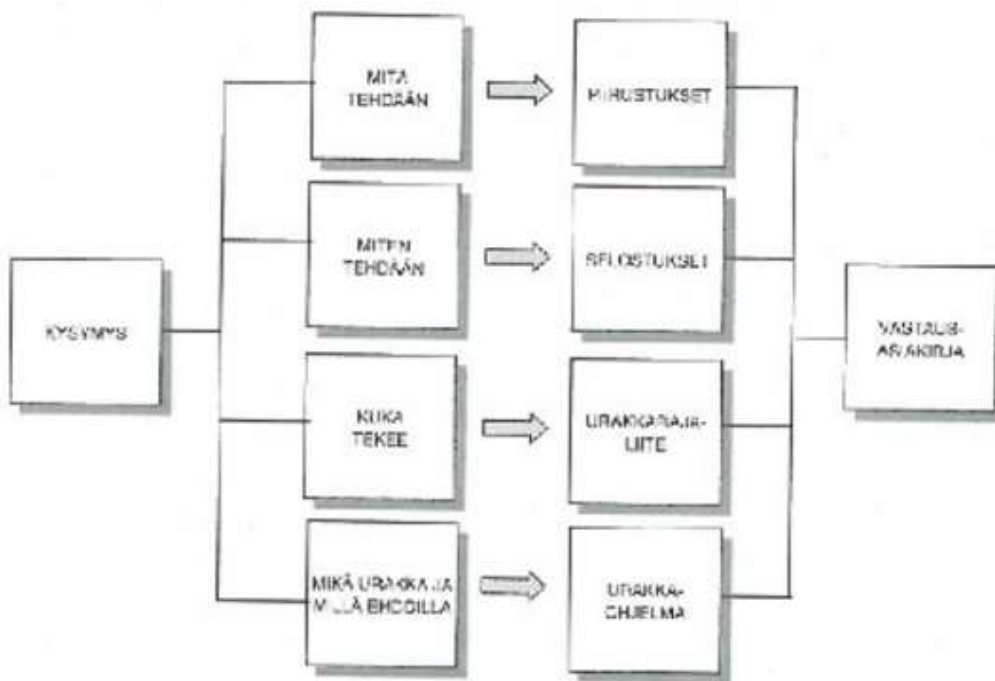 MITÄ
TEHDÄÄN
PIIRUSTUKSET
MITEN
TEHDÄÄN
SELOSTUKSET
KYSYMYS
VASTAUS-
ASIAKIRJA
KUKA
TEKEE
URAKKARAJA-
LIITE
MIKÄ URAKKA JA
MILLÄ EHDOILLA
URAKKA-
OHJELMA